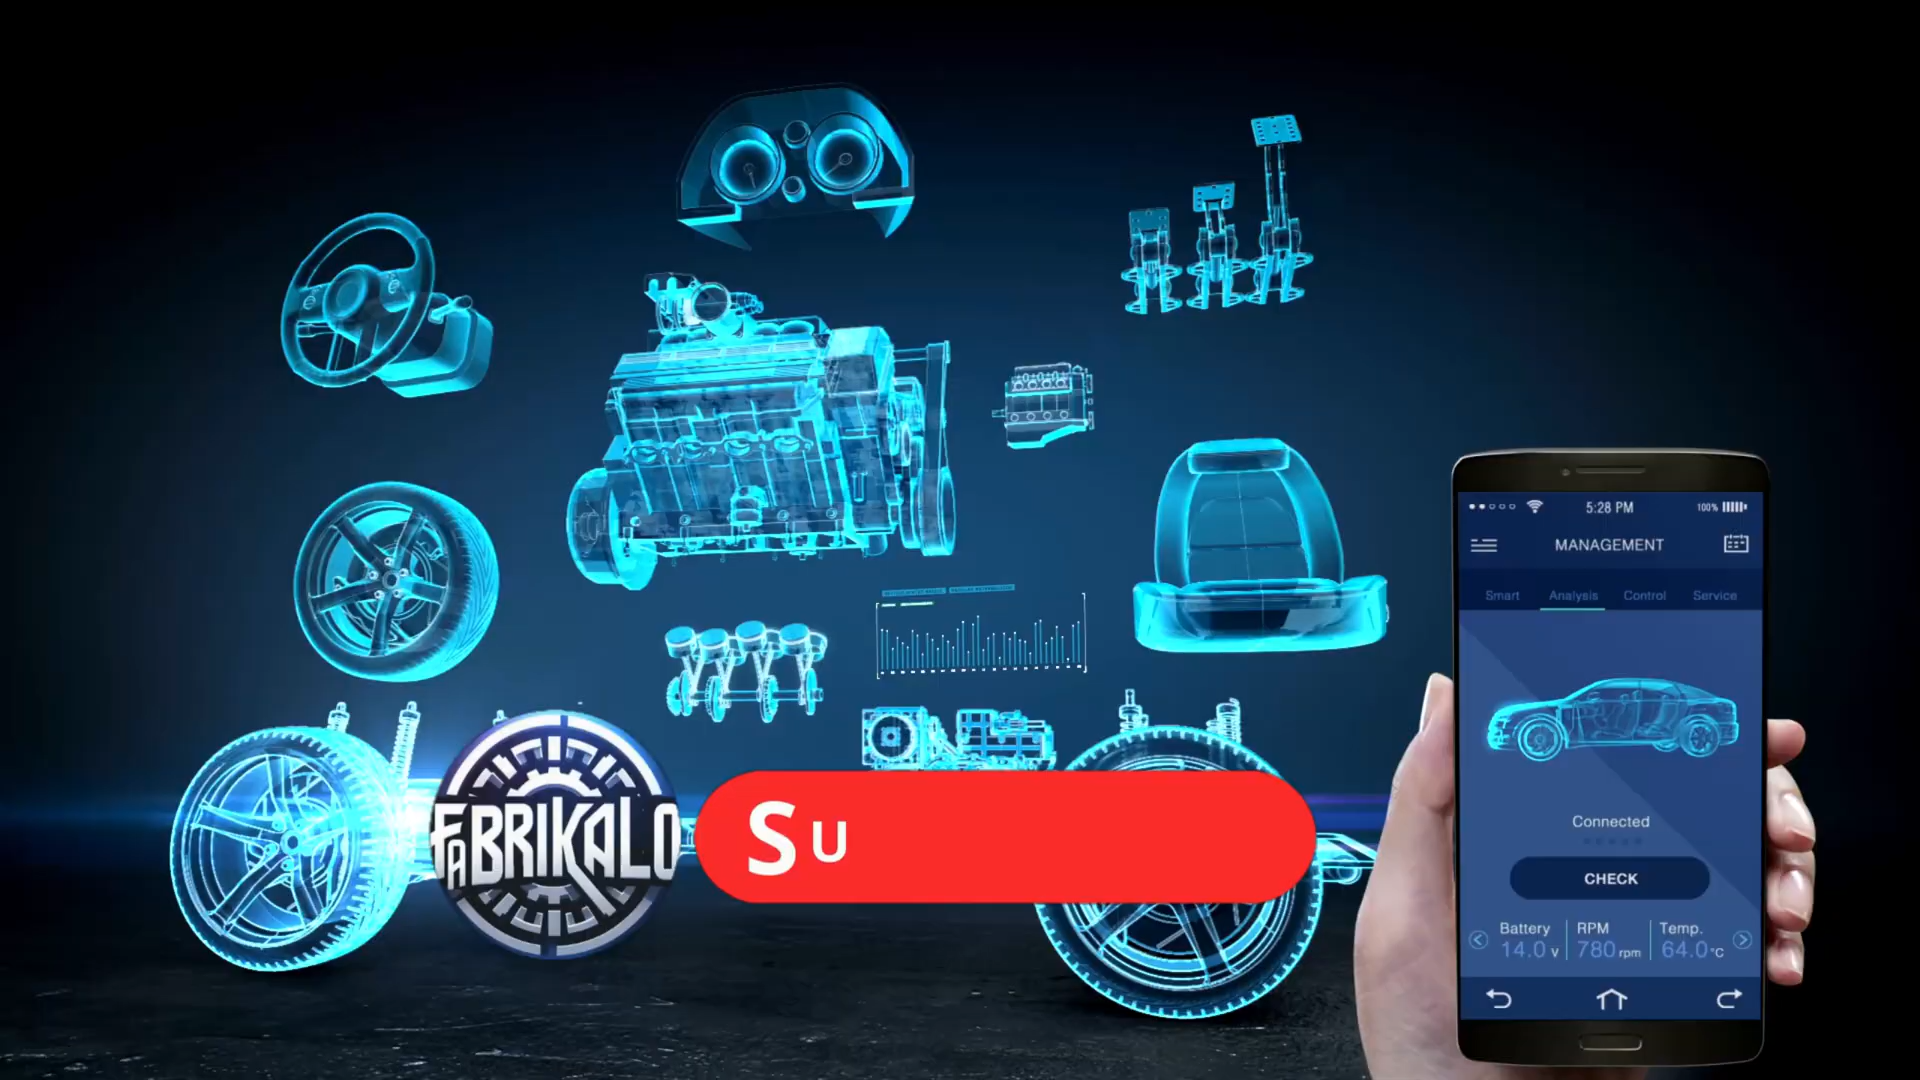 5:28 PM
100%
MANAGEMENT
Smart Analysis Control Service
FABRIKALO
Su
Connected
CHECK
Battery RPM Temp.
14.0 V 780 rpm 64.0 °C